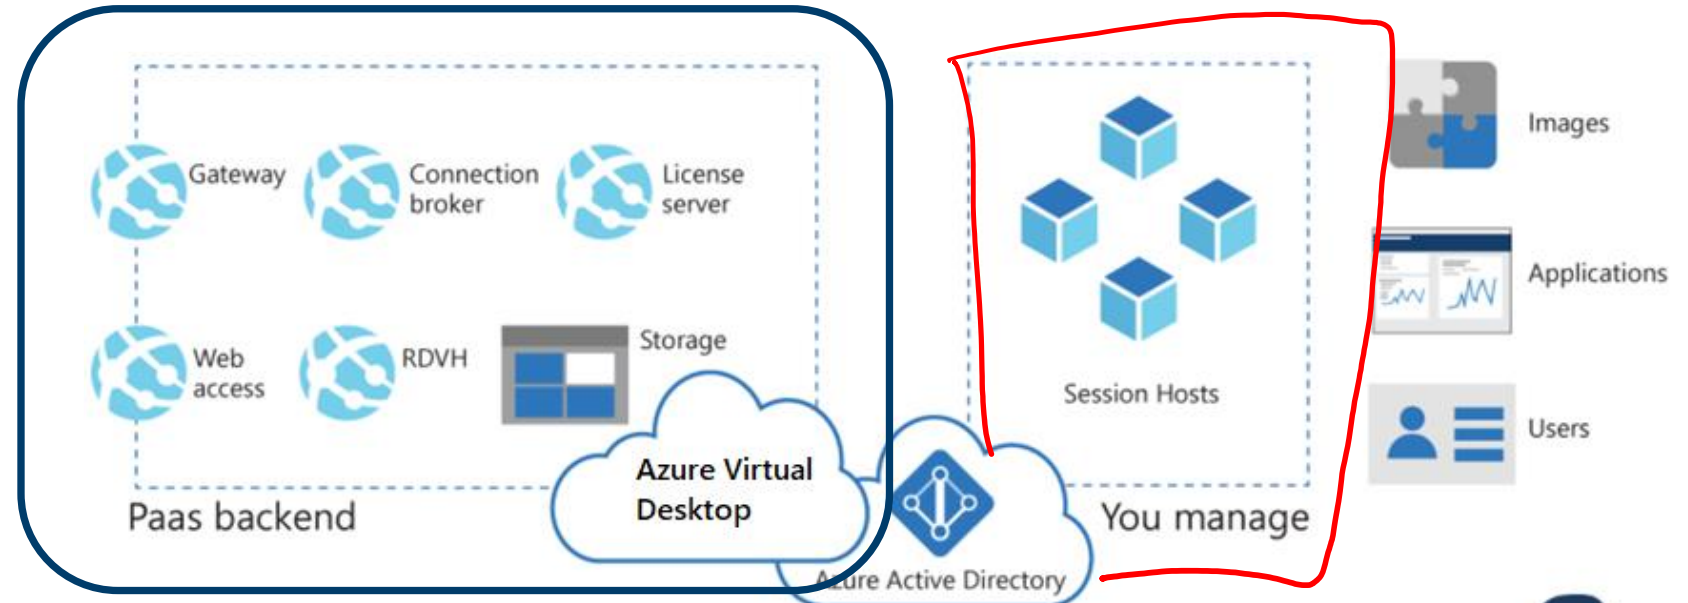 Gateway
Connection
broker
License
server
Web
access
RDVH
Storage
Azure Virtual
Desktop
Paas backend
Azure Active Directory
Session Hosts
You manage
Images
Applications
Users